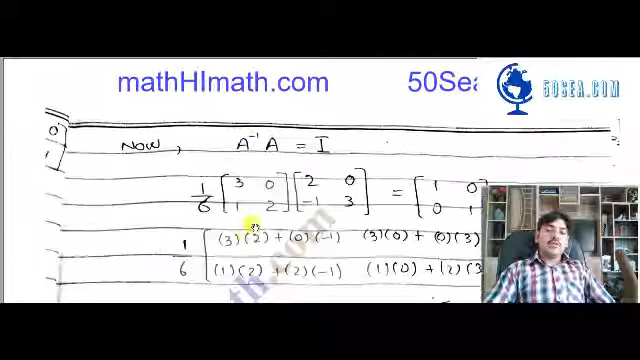 mathHImath.com 50Sea
50SEA.COM
Now, A⁻¹ A = I
1/6 [3 0; 1 2] [2 0; -1 3] = [1 0; 0 1]
1/6 [(3)(2) + (0)(-1) (3)(0) + (0)(3)
(1)(2) + (2)(-1) (1)(0) + (2)(3